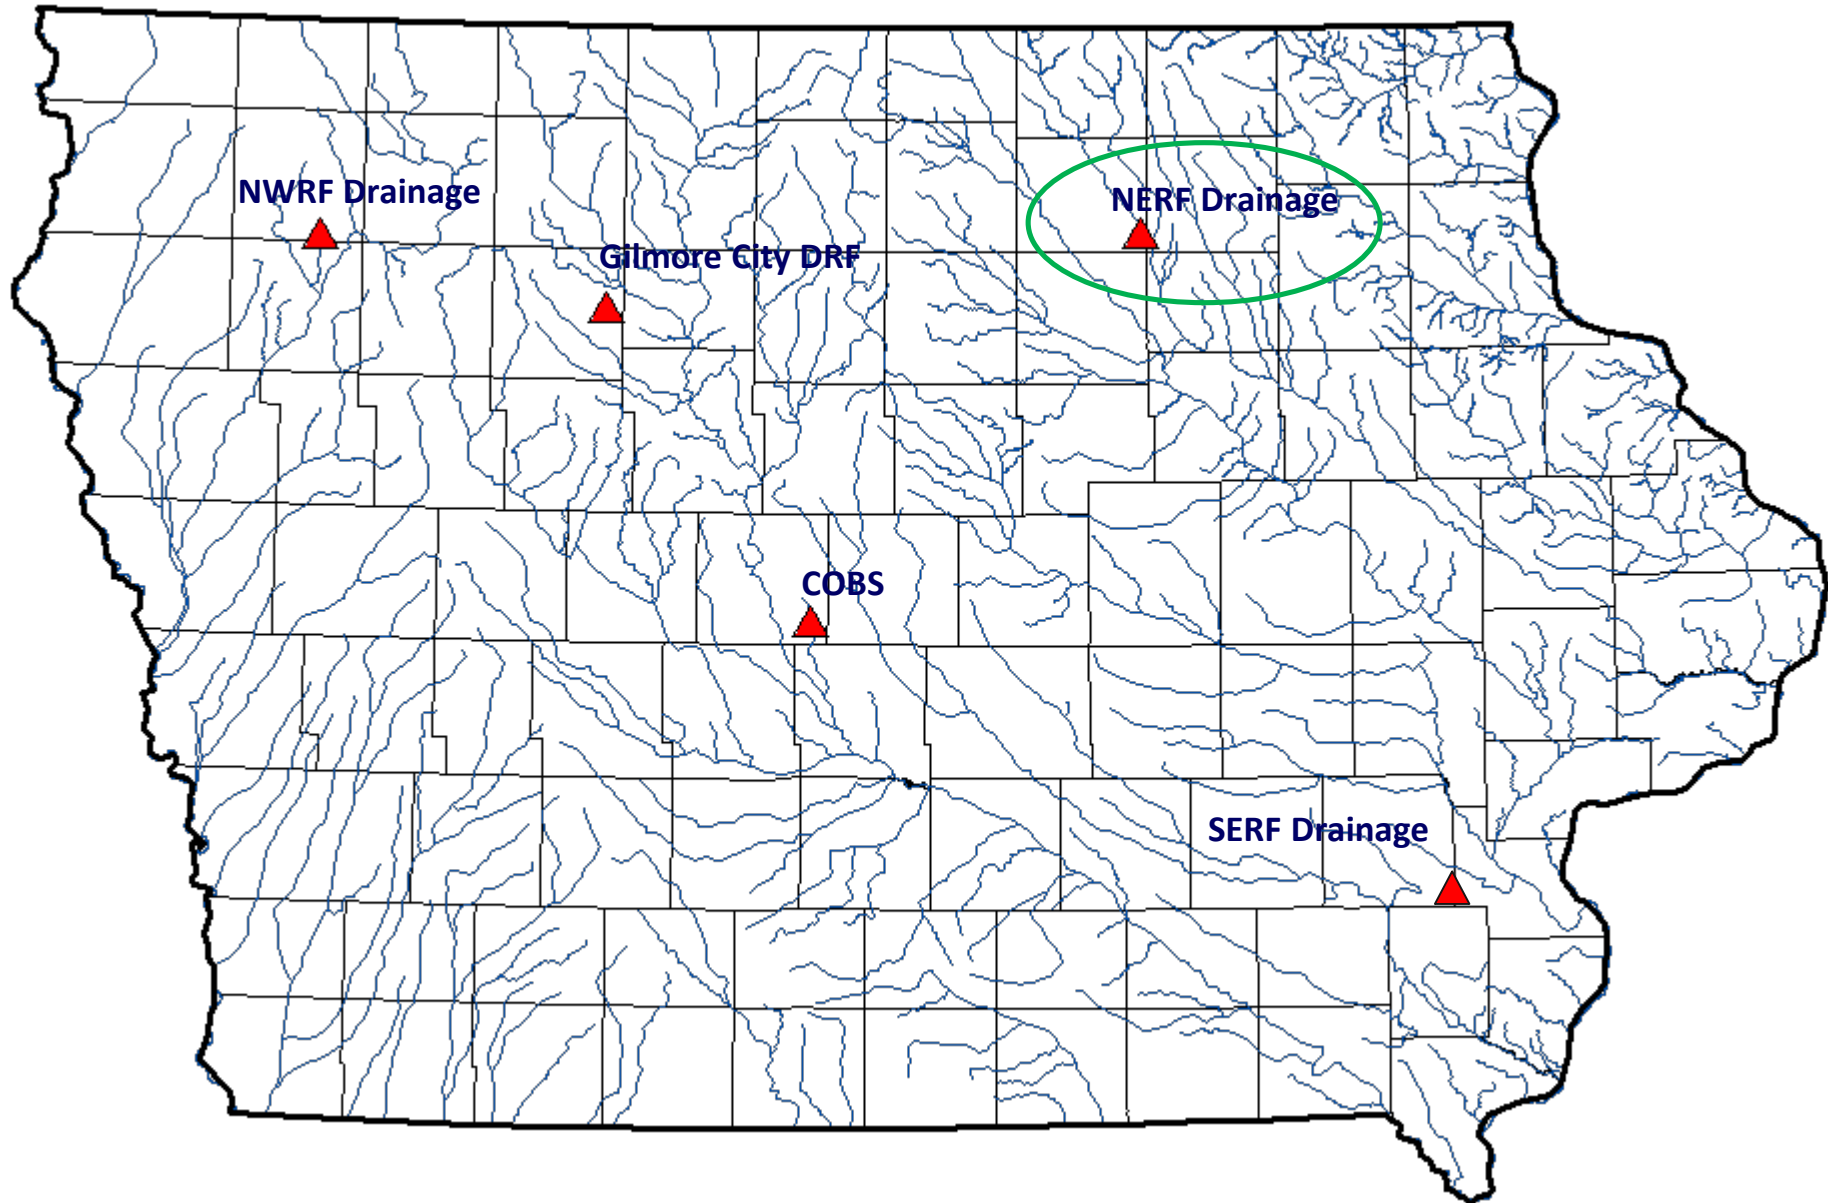 NWRF Drainage
NERF Drainage
Gilmore City DRF
COBS
SERF Drainage